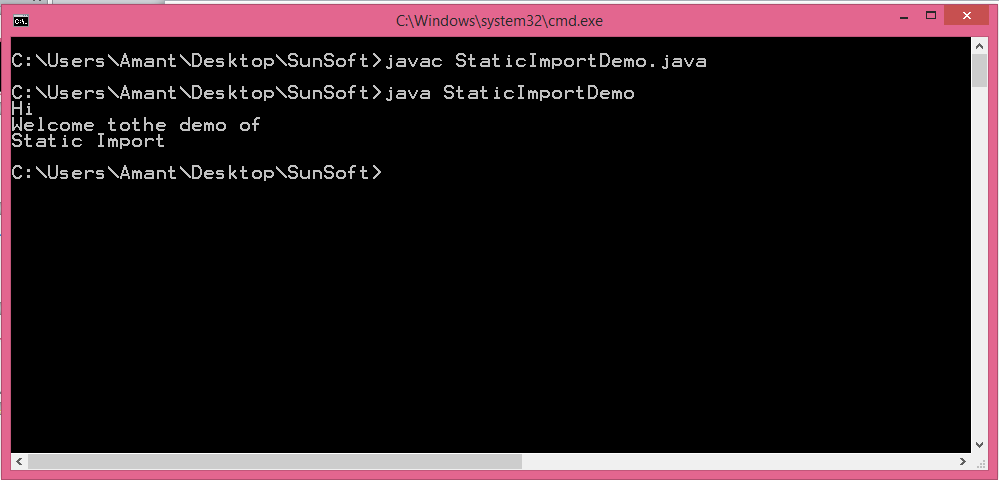 C:\Windows\system32\cmd.exe
C:\Users\Amant\Desktop\SunSoft>javac StaticImportDemo.java
C:\Users\Amant\Desktop\SunSoft>java StaticImportDemo
Hi
Welcome tothe demo of
Static Import
C:\Users\Amant\Desktop\SunSoft>